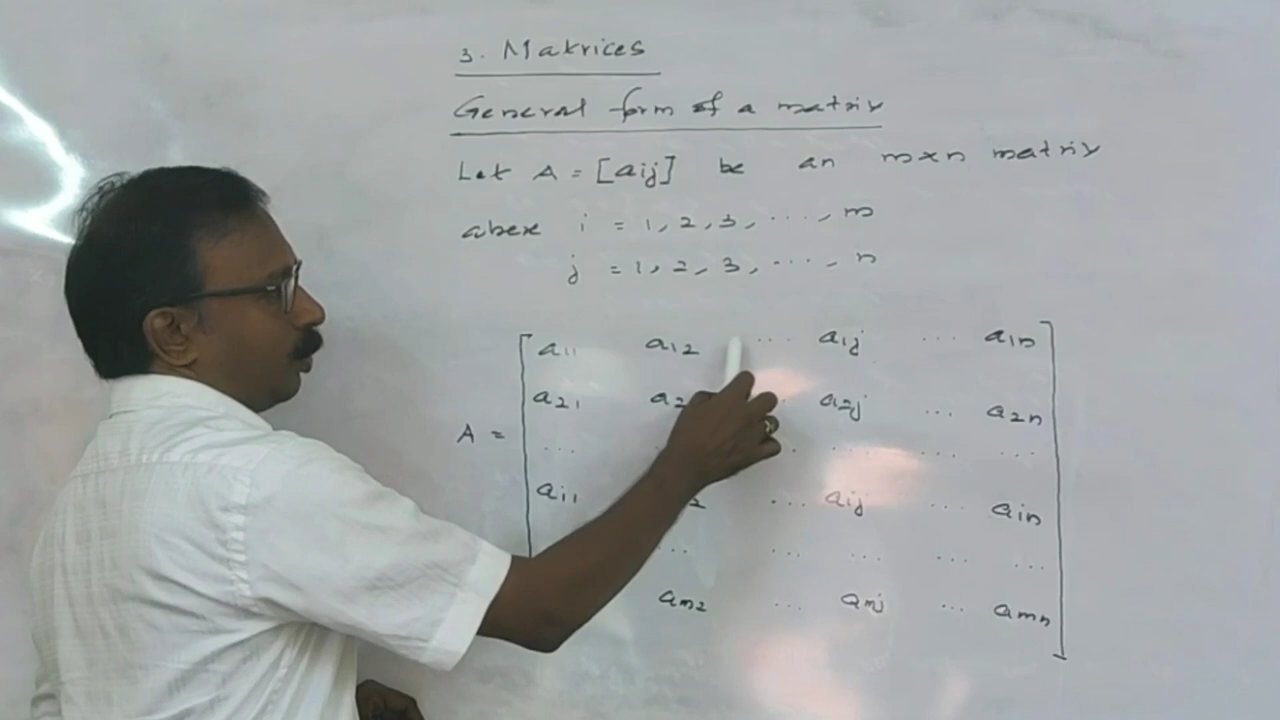 3. Matrices
General form of a matrix
Let A = [aij] be an m×n matrix
where i = 1, 2, 3, ..., m
j = 1, 2, 3, ..., n
a11 a12 ... a1j ... a1n
a21 ... a2j ... a2n
A =
... ... ... ... ...
ai1 ... aij ... ain
... ... ... ... ...
am2 ... amj ... amn